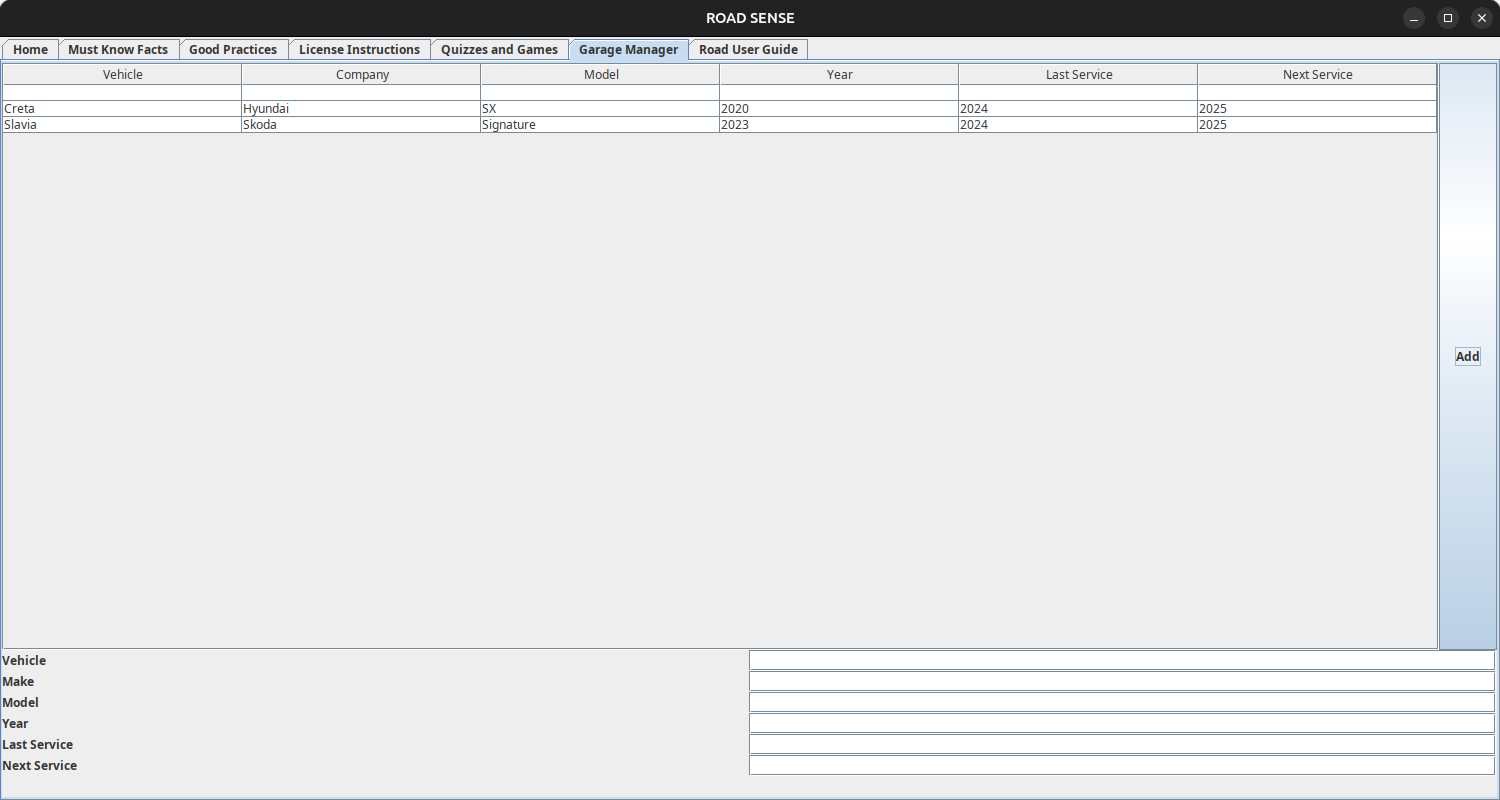 ROAD SENSE
Home Must Know Facts Good Practices License Instructions Quizzes and Games Garage Manager Road User Guide
Vehicle Company Model Year Last Service Next Service
Creta Hyundai SX 2020 2024 2025
Slavia Skoda Signature 2023 2024 2025
Add
Vehicle
Make
Model
Year
Last Service
Next Service